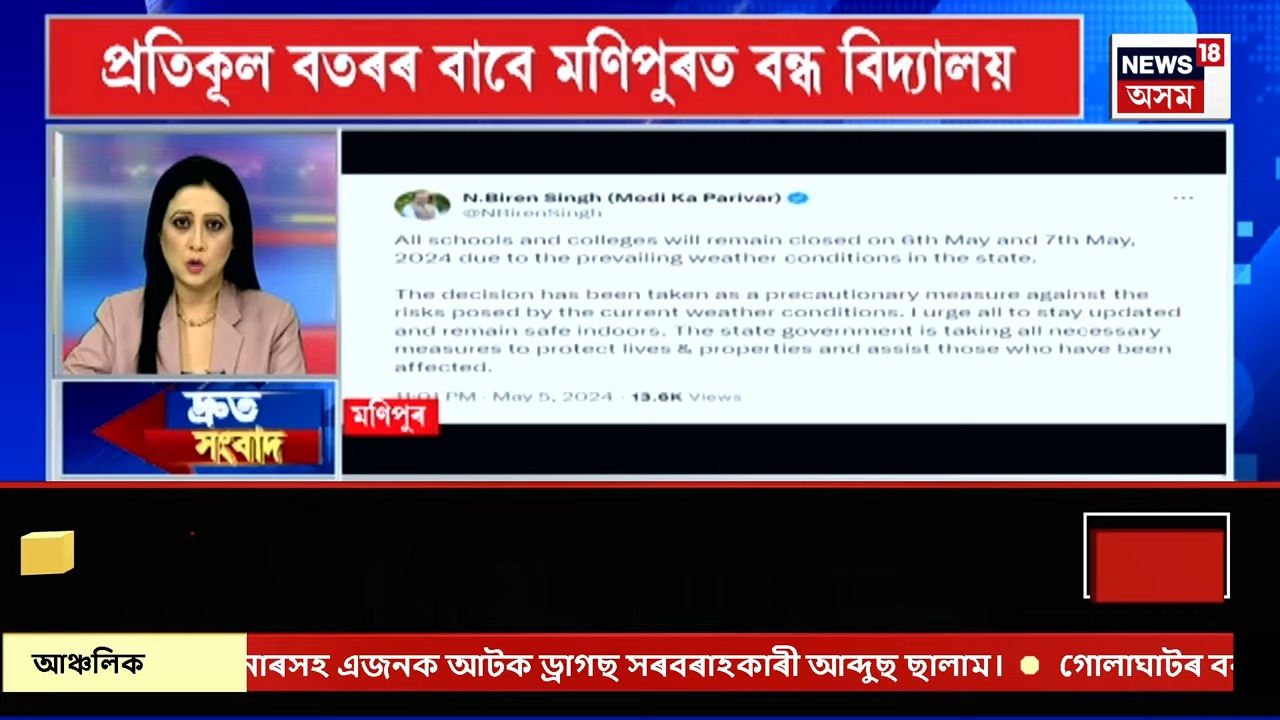 প্ৰতিকূল বতৰৰ বাবে মণিপুৰত বন্ধ বিদ্যালয়
NEWS 18
অসম
N.Biren Singh (Modi Ka Parivar)
@NBirenSingh
All schools and colleges will remain closed on 6th May and 7th May,
2024 due to the prevailing weather conditions in the state.
The decision has been taken as a precautionary measure against the
risks posed by the current weather conditions. I urge all to stay updated
and remain safe indoors. The state government is taking all necessary
measures to protect lives & properties and assist those who have been
affected.
11:01 PM · May 5, 2024 · 13.6K Views
মণিপুৰ
দ্ৰুত
সংবাদ
আঞ্চলিক
এজনক আটক ড্ৰাগছ সৰবৰাহকাৰী আব্দুছ ছালাম। গোলাঘাটৰ